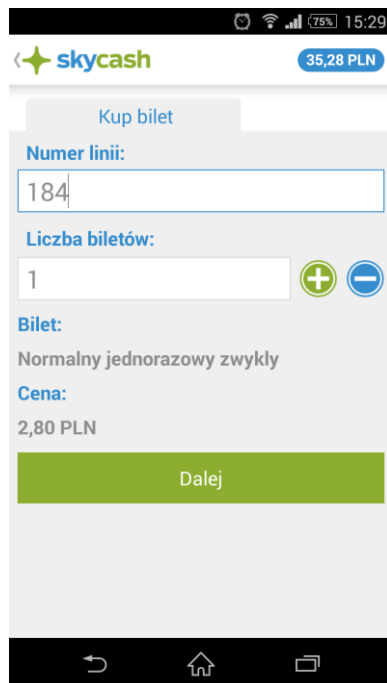 75% 15:29
skycash 35,28 PLN
Kup bilet
Numer linii:
184
Liczba biletów:
1
Bilet:
Normalny jednorazowy zwykly
Cena:
2,80 PLN
Dalej